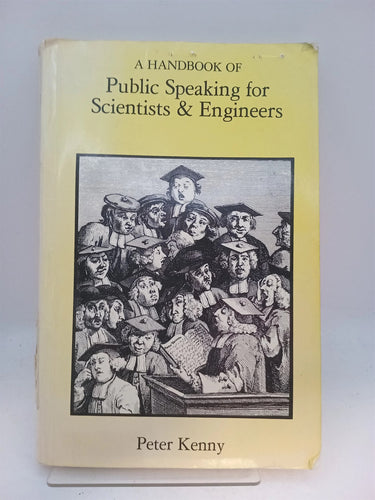 A HANDBOOK OF
Public Speaking for
Scientists & Engineers
Peter Kenny